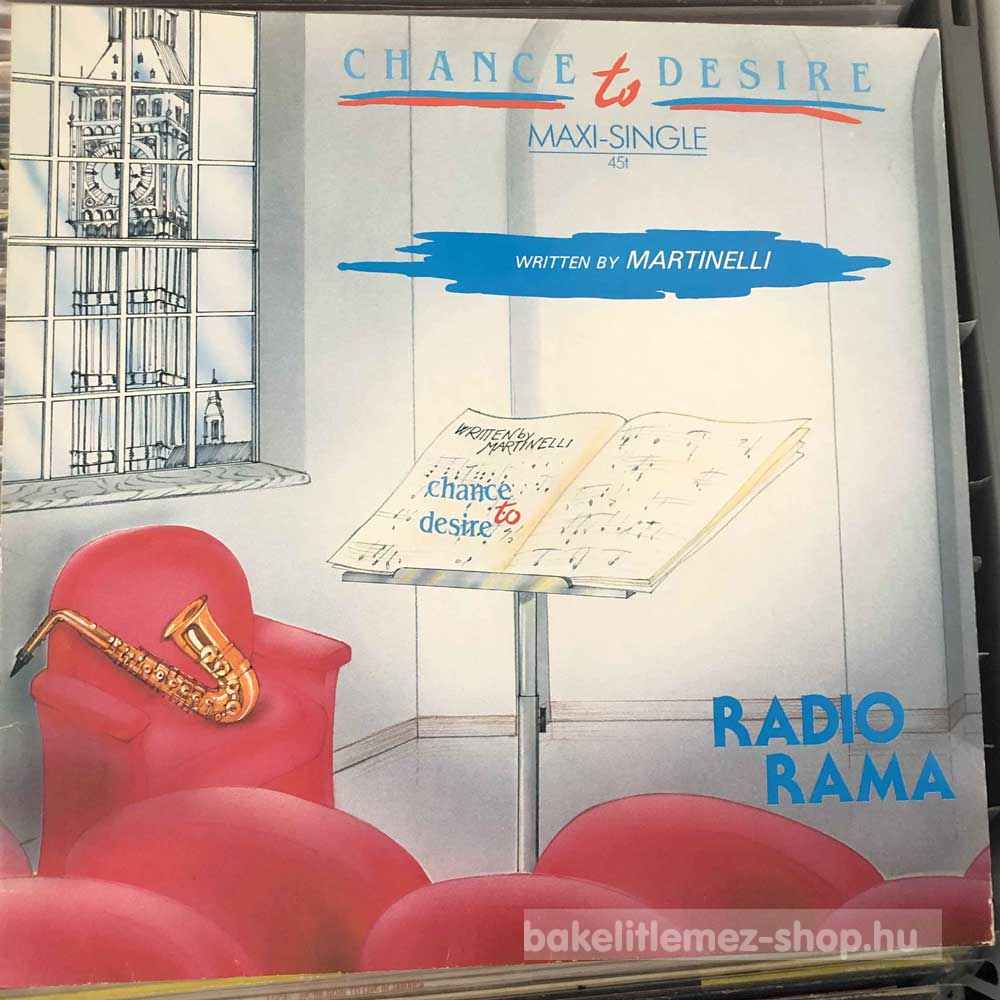 CHANCE to DESIRE
MAXI-SINGLE
45t
WRITTEN BY MARTINELLI
WRITTEN by
MARTINELLI
chance
to
desire
RADIO
RAMA
bakelitlemez-shop.hu